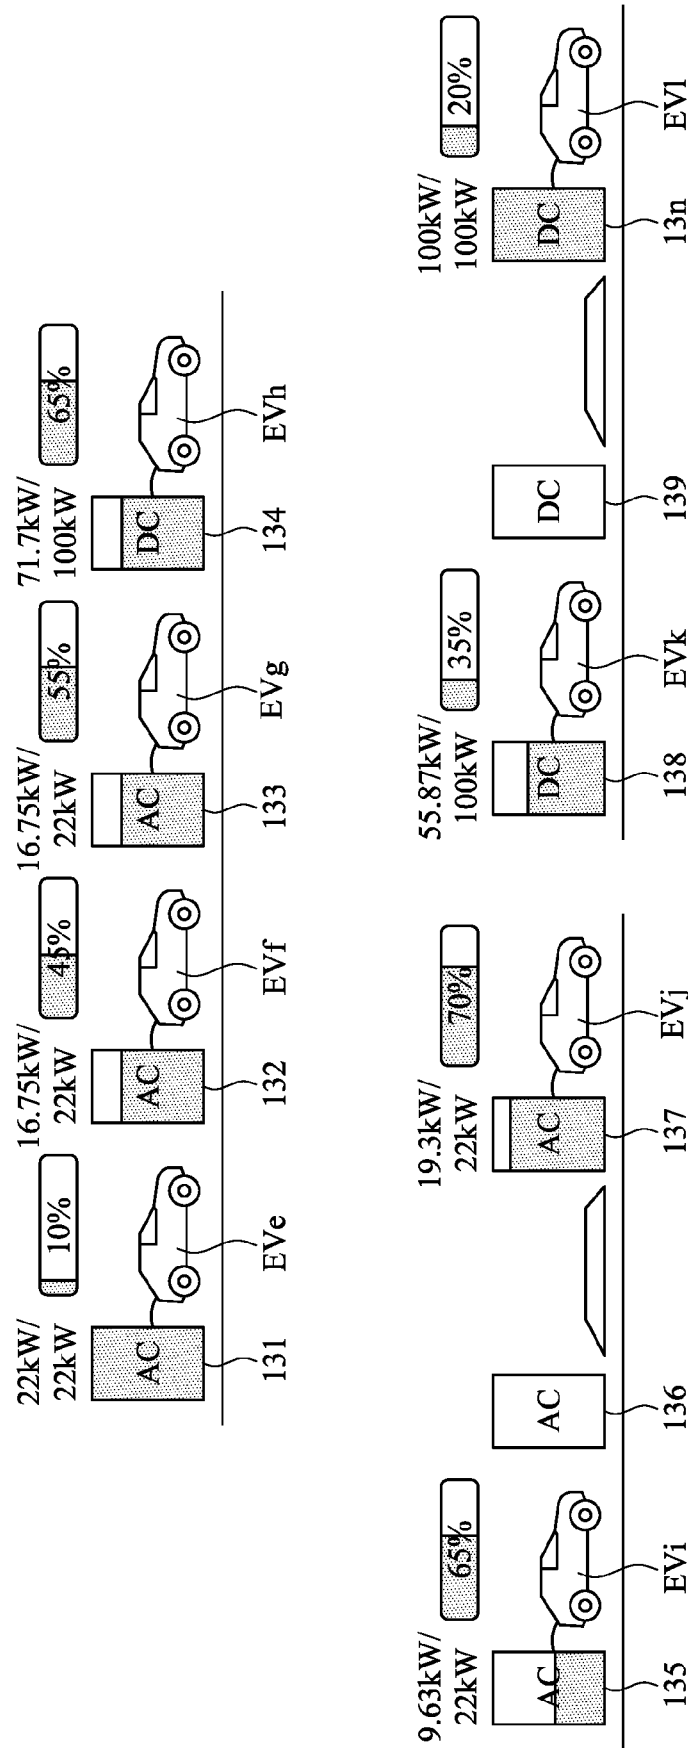 22kW/
22kW
10%
AC
131
EVe
16.75kW/
22kW
45%
AC
132
EVf
16.75kW/
22kW
55%
AC
133
EVg
71.7kW/
100kW
65%
DC
134
EVh
9.63kW/
22kW
65%
AC
135
EVi
AC
136
19.3kW/
22kW
70%
AC
137
EVj
55.87kW/
100kW
35%
DC
138
EVk
DC
139
100kW/
100kW
20%
DC
13n
EVl